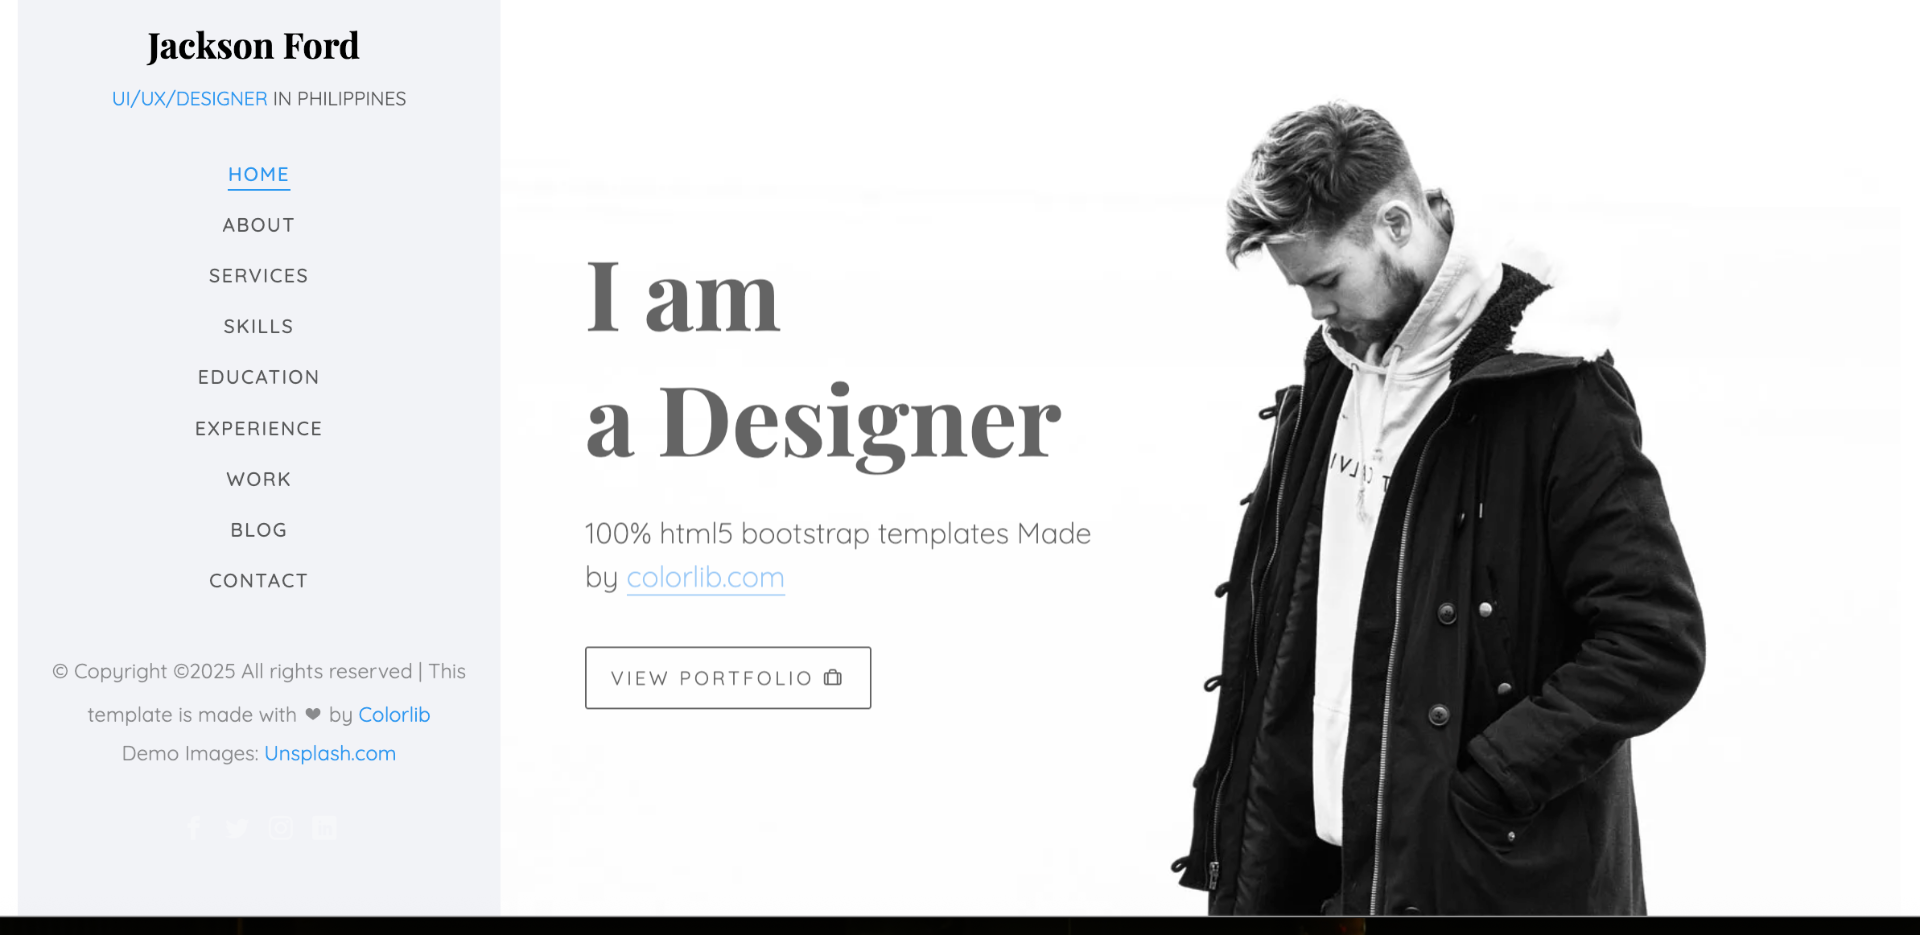 Jackson Ford
UI/UX/DESIGNER IN PHILIPPINES
HOME
ABOUT
SERVICES
SKILLS
EDUCATION
EXPERIENCE
WORK
BLOG
CONTACT
© Copyright ©2025 All rights reserved | This
template is made with ❤ by Colorlib
Demo Images: Unsplash.com
I am
a Designer
100% html5 bootstrap templates Made
by colorlib.com
VIEW PORTFOLIO